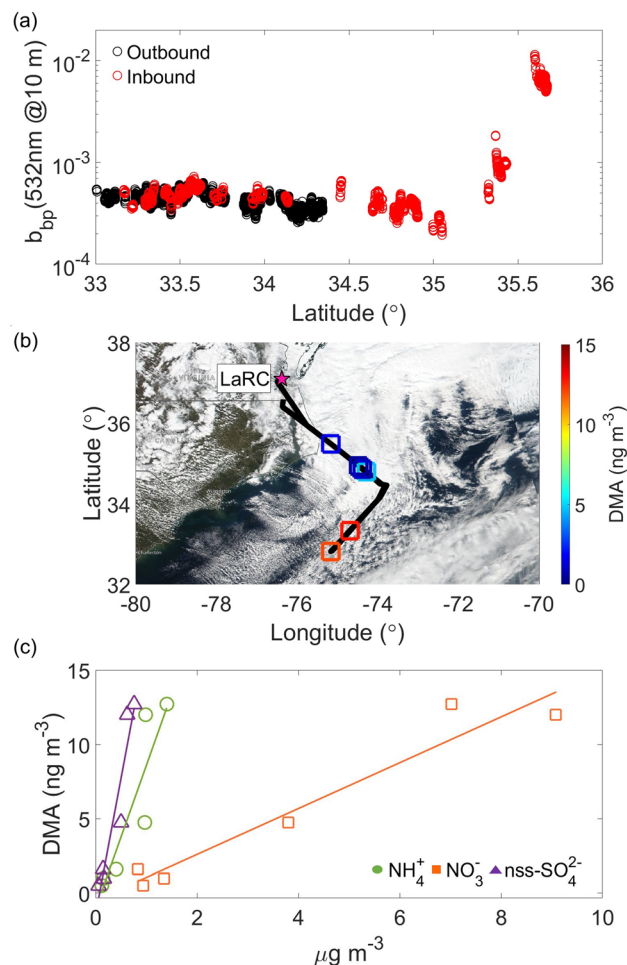 (a)
b_bp(532nm @10 m)
10^-2
10^-3
10^-4
Outbound
Inbound
33 33.5 34 34.5 35 35.5 36
Latitude (°)
(b)
Latitude (°)
38
36
34
32
LaRC
-80 -78 -76 -74 -72 -70
Longitude (°)
15
10
5
0
DMA (ng m^-3)
(c)
DMA (ng m^-3)
15
10
5
0
NH_4^+ NO_3^- nss-SO_4^2-
0 2 4 6 8 10
μg m^-3